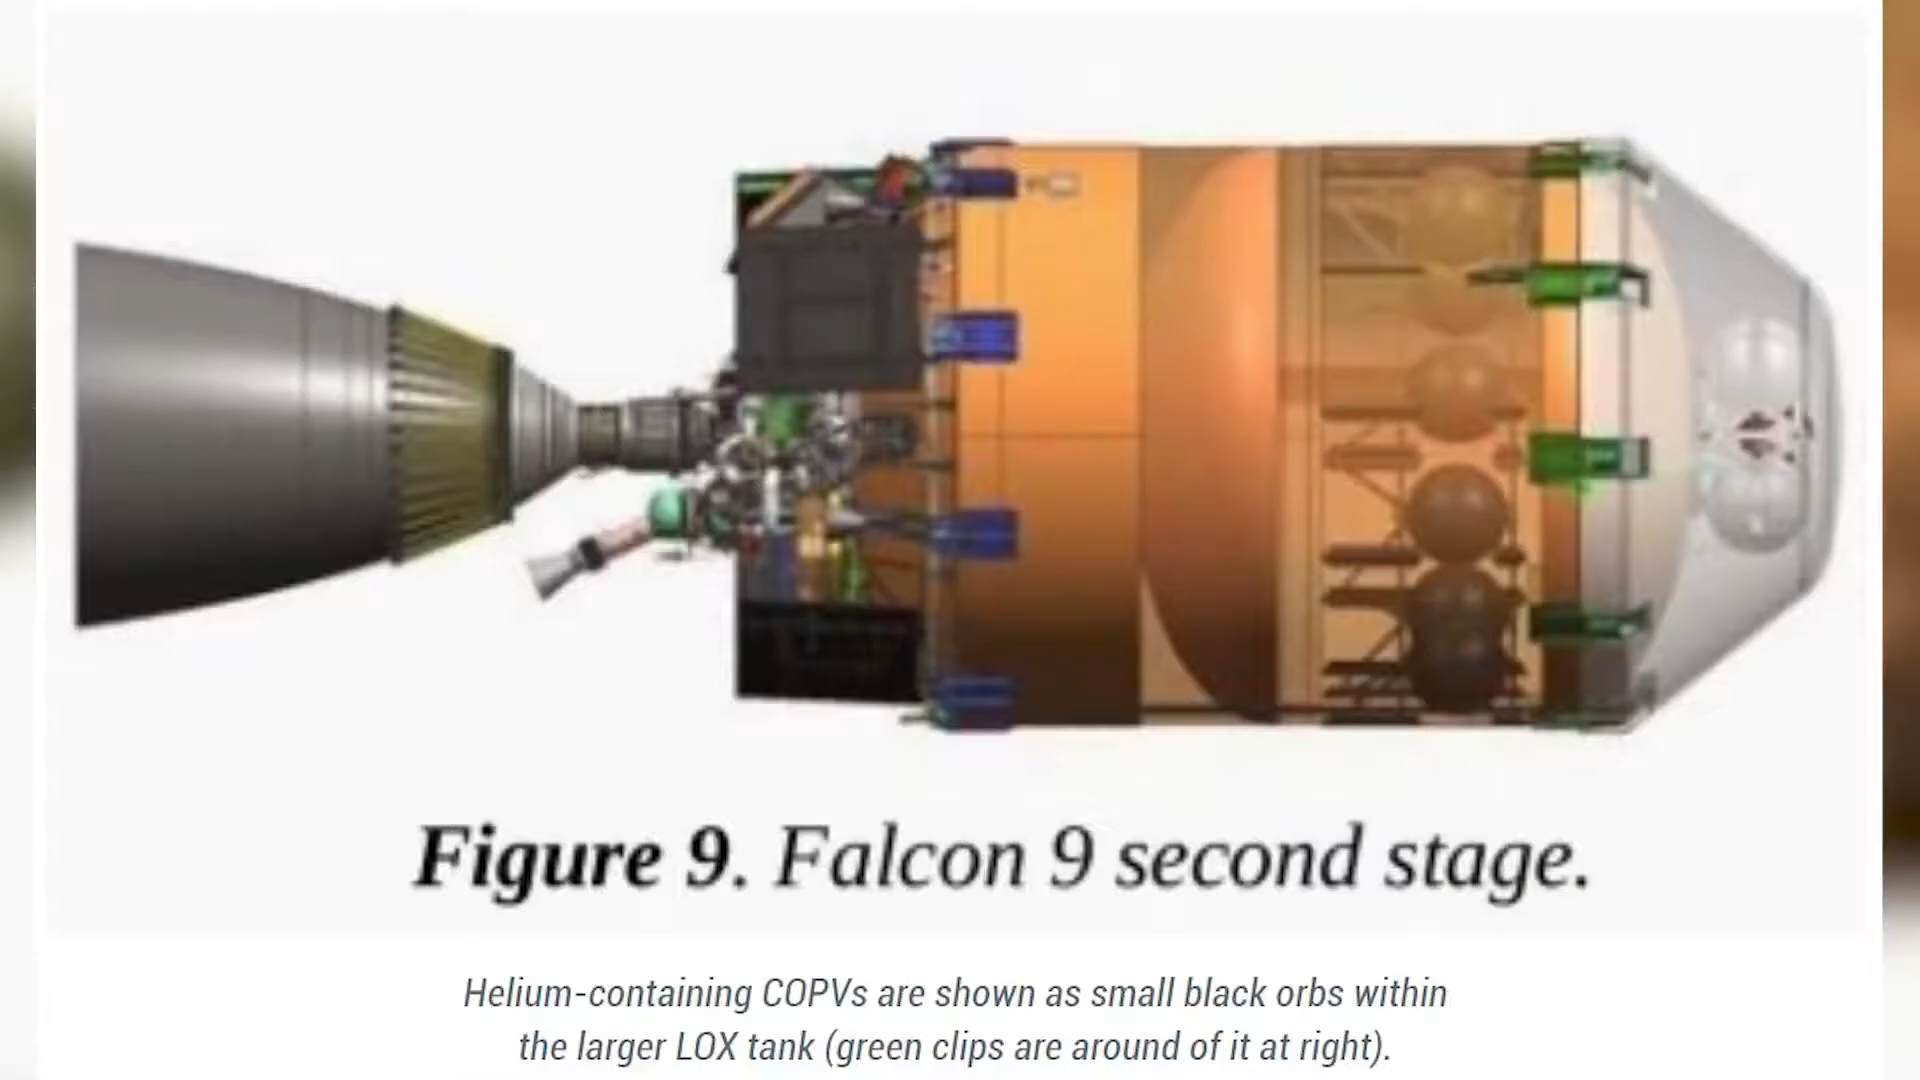 Figure 9. Falcon 9 second stage.
Helium-containing COPVs are shown as small black orbs within
the larger LOX tank (green clips are around of it at right).